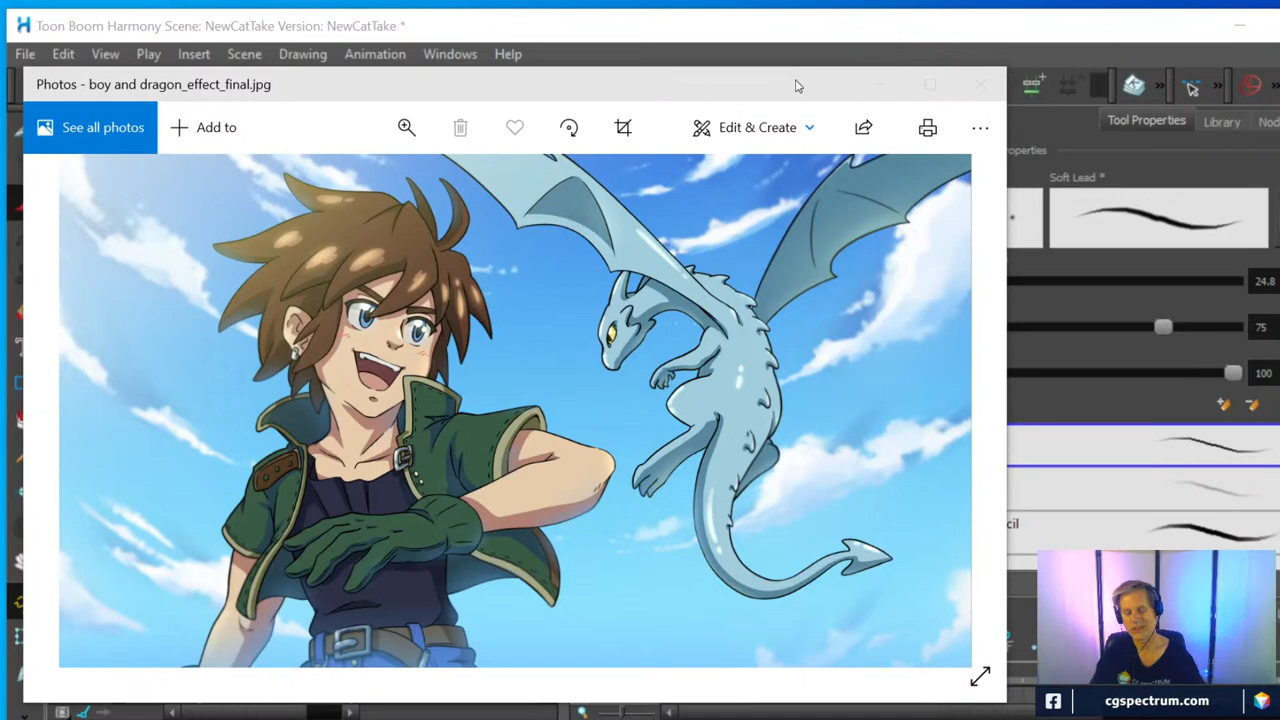 Toon Boom Harmony Scene: NewCatTake Version: NewCatTake *
File Edit View Play Insert Scene Drawing Animation Windows Help
Photos - boy and dragon_effect_final.jpg
See all photos Add to Edit & Create
Tool Properties Library
Soft Lead *
24.8
75
100
cgspectrum.com